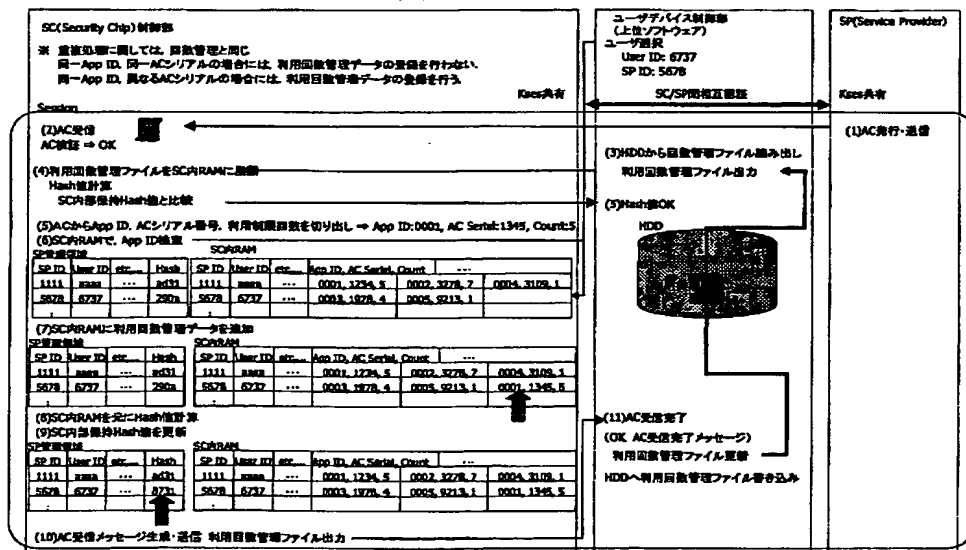 SC(Security Chip)制御部
※ 重複処理に関しては、回数管理と同じ
同一App ID、同一ACシリアルの場合には、利用回数管理データの登録を行わない。
同一App ID、異なるACシリアルの場合には、利用回数管理データの登録を行う。
Kses共有
Session
ユーザデバイス制御部
(上位ソフトウェア)
ユーザ選択
User ID: 6737
SP ID: 5678
SC/SP間相互認証
SP(Service Provider)
Kses共有
(1)AC発行・送信
(2)AC受信
AC検証 ⇒ OK
(3)HDDから回数管理ファイル読み出し
利用回数管理ファイル出力
(4)利用回数管理ファイルをSC内RAMに展開
Hash値計算
SC内部保持Hash値と比較
(5)Hash値OK
HDD
(5)ACからApp ID, ACシリアル番号, 利用制限回数を切り出し ⇒ App ID:0001, AC Serial:1345, Count:5
(6)SC内RAMで、App ID検査
SP管理領域
SC内RAM
SP ID User ID etc.... Hash SP ID User ID etc.... App ID, AC Serial, Count ...
1111 aaaa ... ad31 1111 aaaa ... 0001, 1234, 5 0002, 3278, 7 0004, 3109, 1
5678 6737 ... 290a 5678 6737 ... 0003, 1978, 4 0005, 9213, 1
(7)SC内RAMに利用回数管理データを追加
SP管理領域
SC内RAM
SP ID User ID etc.... Hash SP ID User ID etc.... App ID, AC Serial, Count ...
1111 aaaa ... ad31 1111 aaaa ... 0001, 1234, 5 0002, 3278, 7 0004, 3109, 1
5678 6737 ... 290a 5678 6737 ... 0003, 1978, 4 0005, 9213, 1 0001, 1345, 5
(8)SC内RAMを元にHash値計算
(9)SC内部保持Hash値を更新
SP管理領域
SC内RAM
SP ID User ID etc.... Hash SP ID User ID etc.... App ID, AC Serial, Count ...
1111 aaaa ... ad31 1111 aaaa ... 0001, 1234, 5 0002, 3278, 7 0004, 3109, 1
5678 6737 ... 8731 5678 6737 ... 0003, 1978, 4 0005, 9213, 1 0001, 1345, 5
(10)AC受信メッセージ生成・送信 利用回数管理ファイル出力
(11)AC受信完了
(OK, AC受信完了メッセージ)
利用回数管理ファイル更新
HDDへ利用回数管理ファイル書き込み